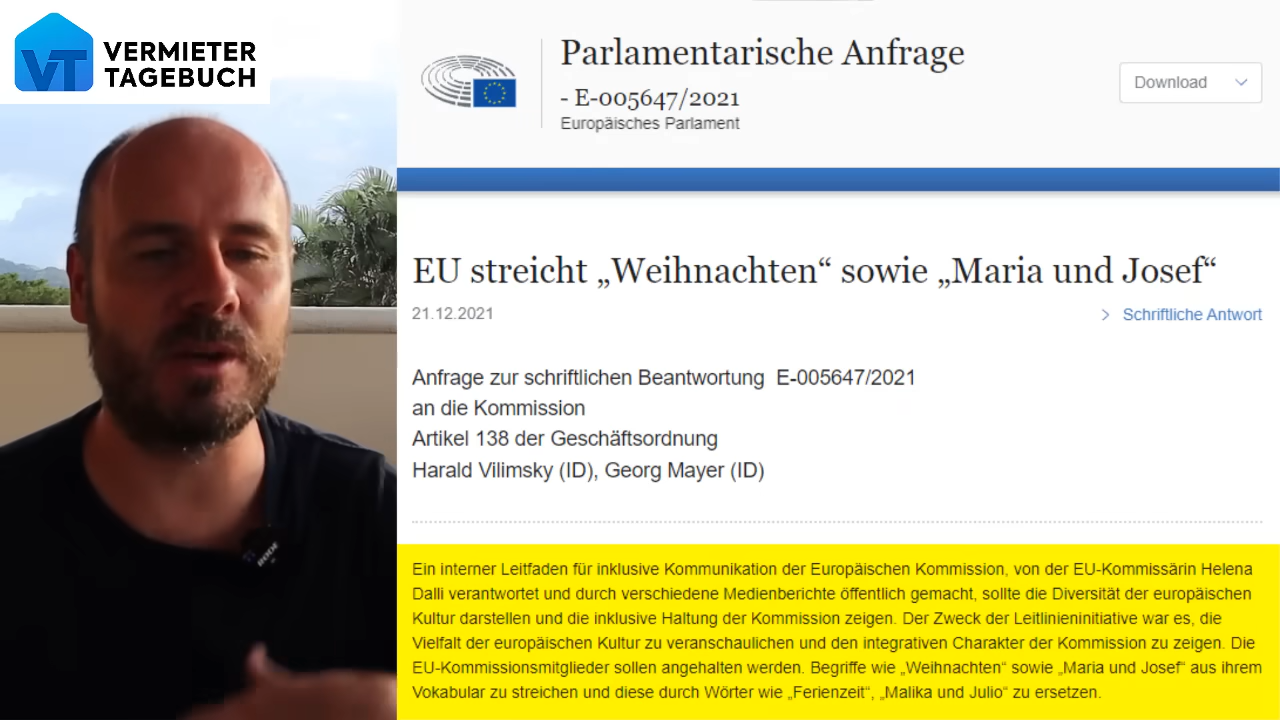 VERMIETER
TAGEBUCH
Parlamentarische Anfrage
- E-005647/2021
Europäisches Parlament
Download
EU streicht „Weihnachten“ sowie „Maria und Josef“
21.12.2021
Schriftliche Antwort
Anfrage zur schriftlichen Beantwortung E-005647/2021
an die Kommission
Artikel 138 der Geschäftsordnung
Harald Vilimsky (ID), Georg Mayer (ID)
Ein interner Leitfaden für inklusive Kommunikation der Europäischen Kommission, von der EU-Kommissärin Helena
Dalli verantwortet und durch verschiedene Medienberichte öffentlich gemacht, sollte die Diversität der europäischen
Kultur darstellen und die inklusive Haltung der Kommission zeigen. Der Zweck der Leitlinieninitiative war es, die
Vielfalt der europäischen Kultur zu veranschaulichen und den integrativen Charakter der Kommission zu zeigen. Die
EU-Kommissionsmitglieder sollen angehalten werden. Begriffe wie „Weihnachten“ sowie „Maria und Josef“ aus ihrem
Vokabular zu streichen und diese durch Wörter wie „Ferienzeit“, „Malika und Julio“ zu ersetzen.
VT
RODE